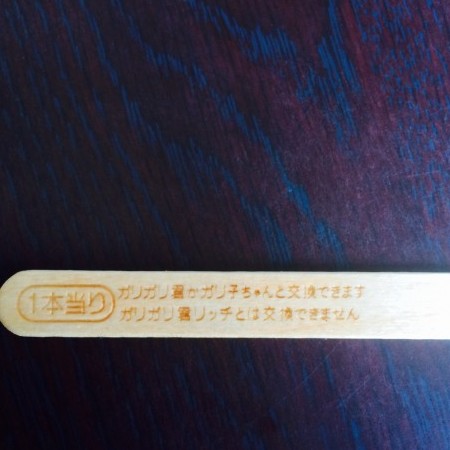 1本当り
ガリガリ君かガリ子ちゃんと交換できます
ガリガリ君リッチとは交換できません